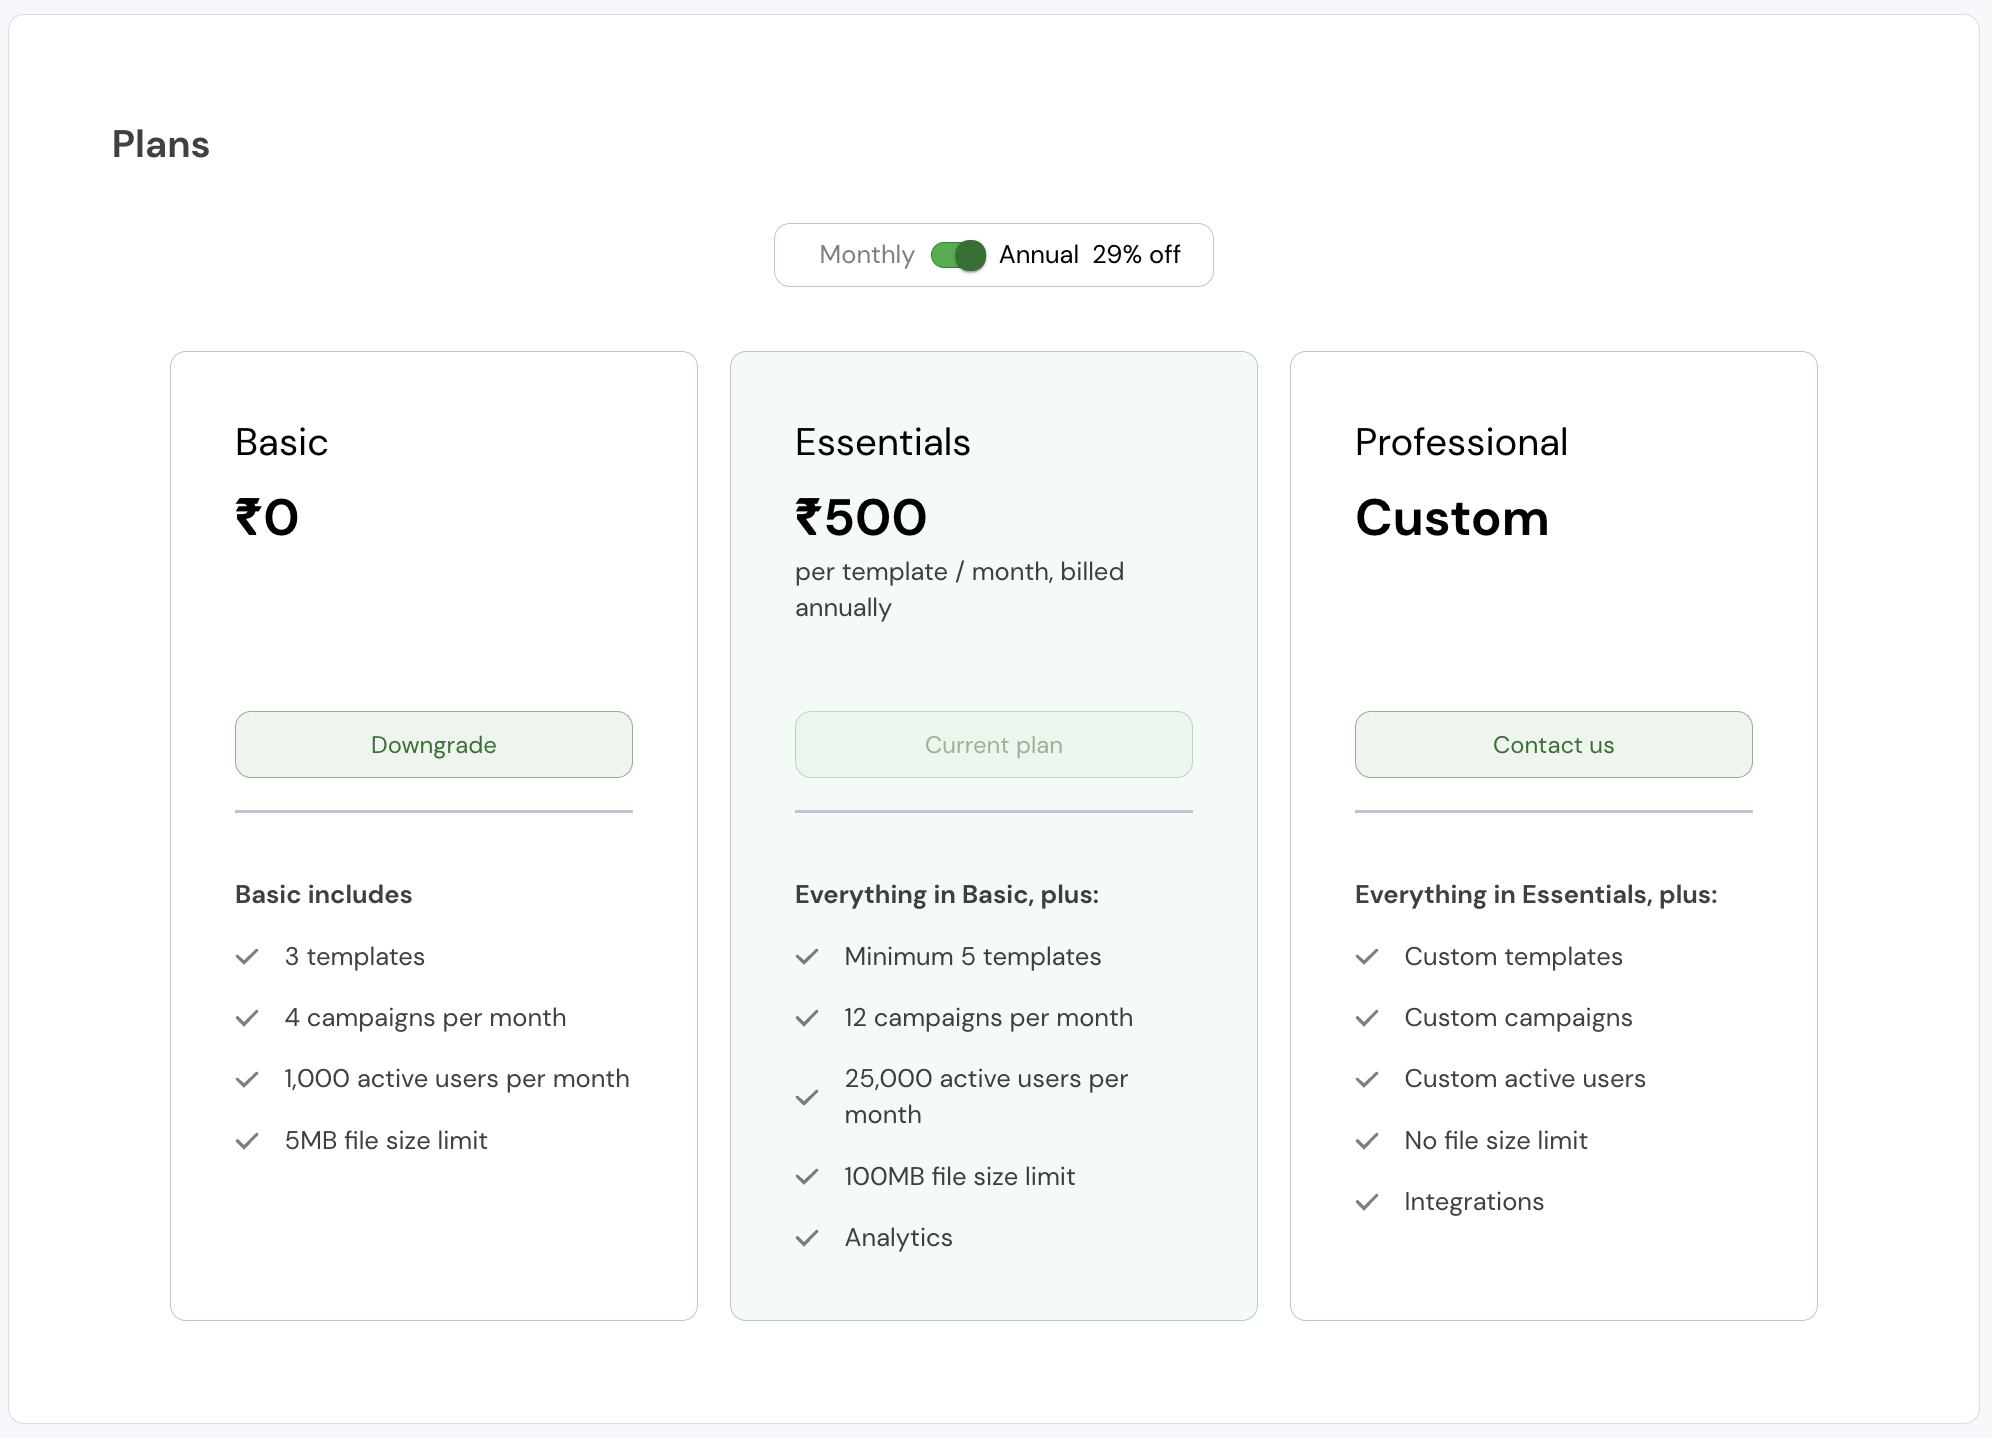 Plans
Monthly Annual 29% off
Basic
₹0
Downgrade
Basic includes
3 templates
4 campaigns per month
1,000 active users per month
5MB file size limit
Essentials
₹500
per template / month, billed
annually
Current plan
Everything in Basic, plus:
Minimum 5 templates
12 campaigns per month
25,000 active users per
month
100MB file size limit
Analytics
Professional
Custom
Contact us
Everything in Essentials, plus:
Custom templates
Custom campaigns
Custom active users
No file size limit
Integrations